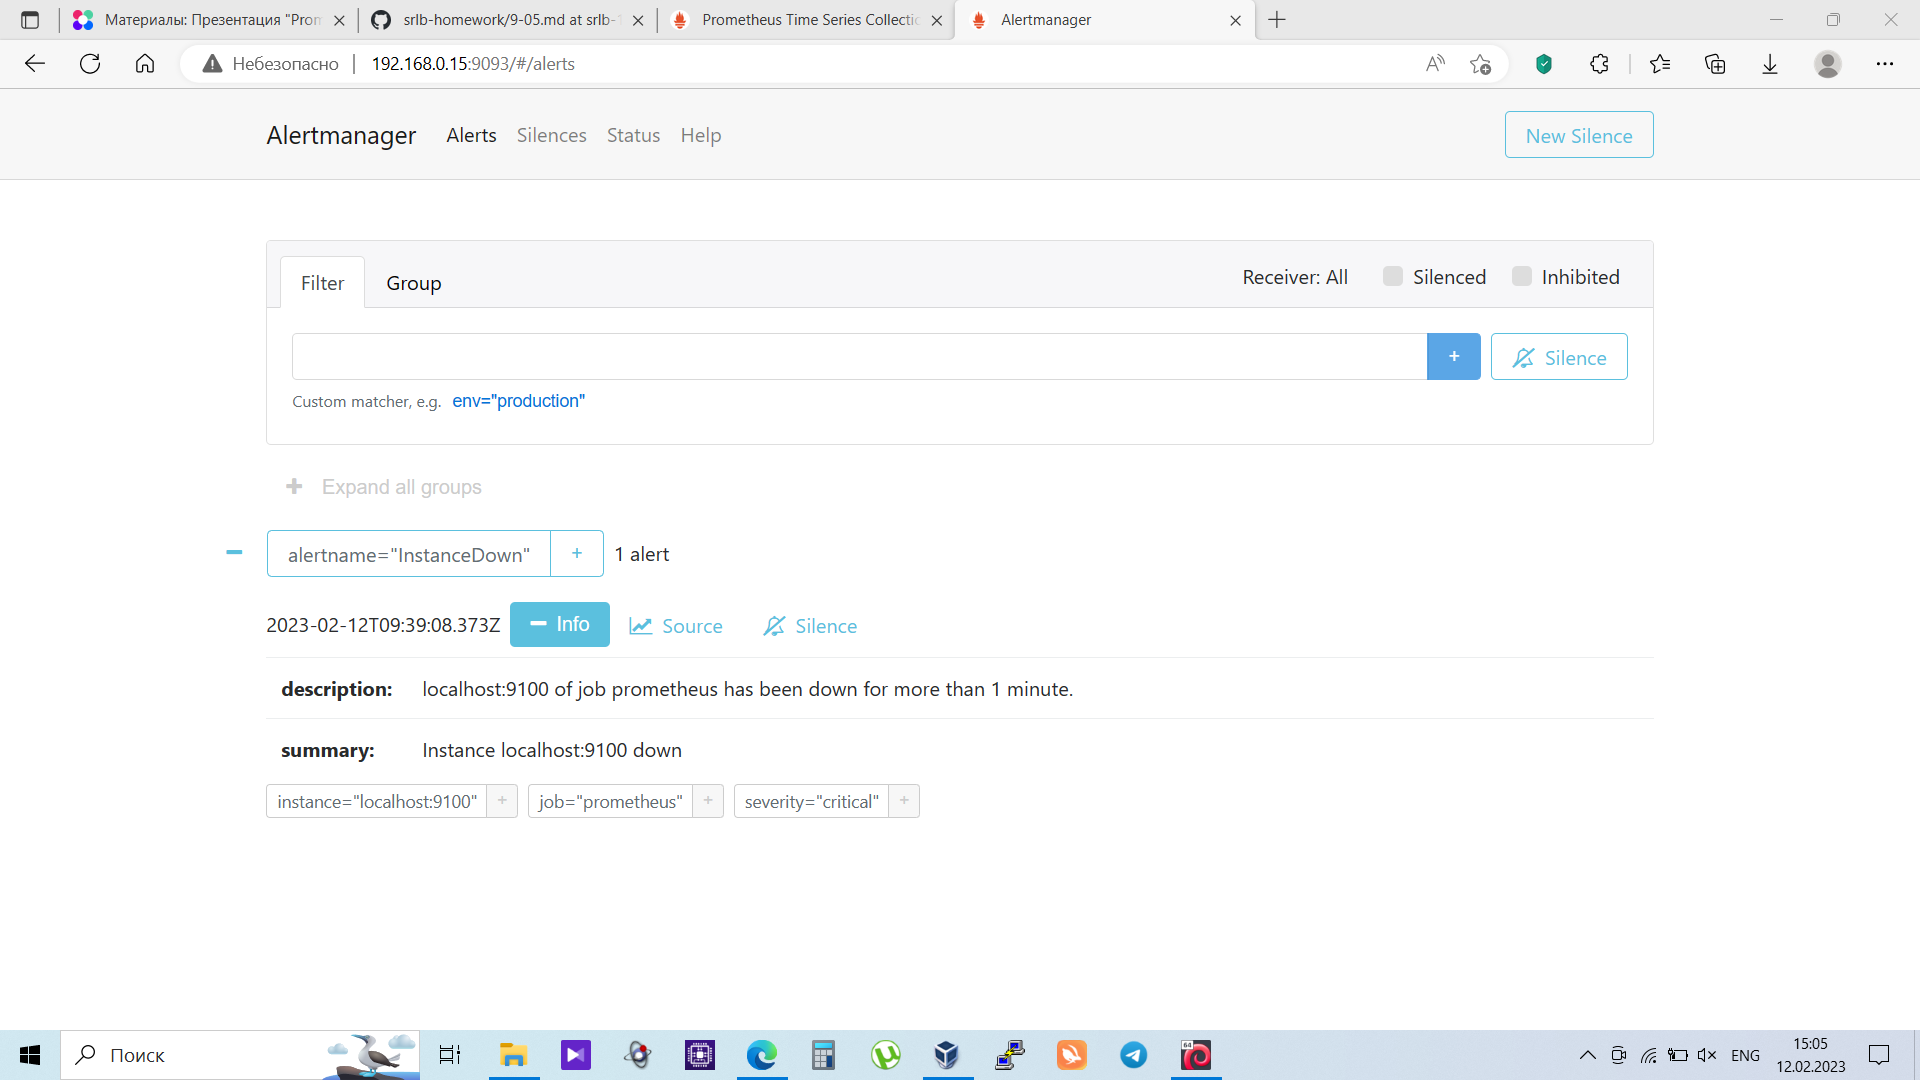 Материалы: Презентация "Prom
srlb-homework/9-05.md at srlb-1
Prometheus Time Series Collectio
Alertmanager
Небезопасно
192.168.0.15:9093/#/alerts
Alertmanager
Alerts
Silences
Status
Help
New Silence
Filter
Group
Receiver: All
Silenced
Inhibited
+
Silence
Custom matcher, e.g. env="production"
+ Expand all groups
alertname="InstanceDown"
+
1 alert
2023-02-12T09:39:08.373Z
Info
Source
Silence
description: localhost:9100 of job prometheus has been down for more than 1 minute.
summary: Instance localhost:9100 down
instance="localhost:9100" +
job="prometheus" +
severity="critical" +
Поиск
64
ENG
15:05
12.02.2023